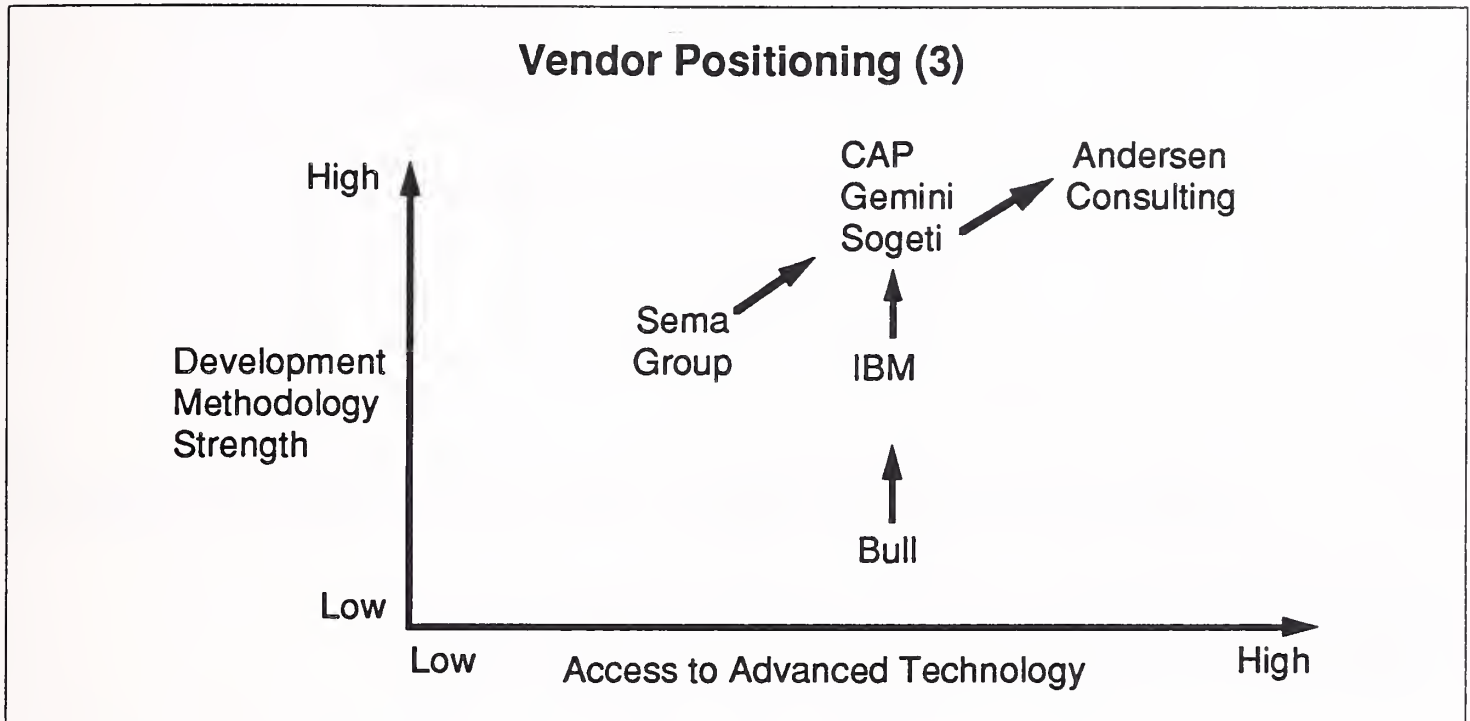 Vendor Positioning (3)
High
CAP
Gemini
Sogeti
Andersen
Consulting
Sema
Group
IBM
Development
Methodology
Strength
Bull
Low
Low
Access to Advanced Technology
High